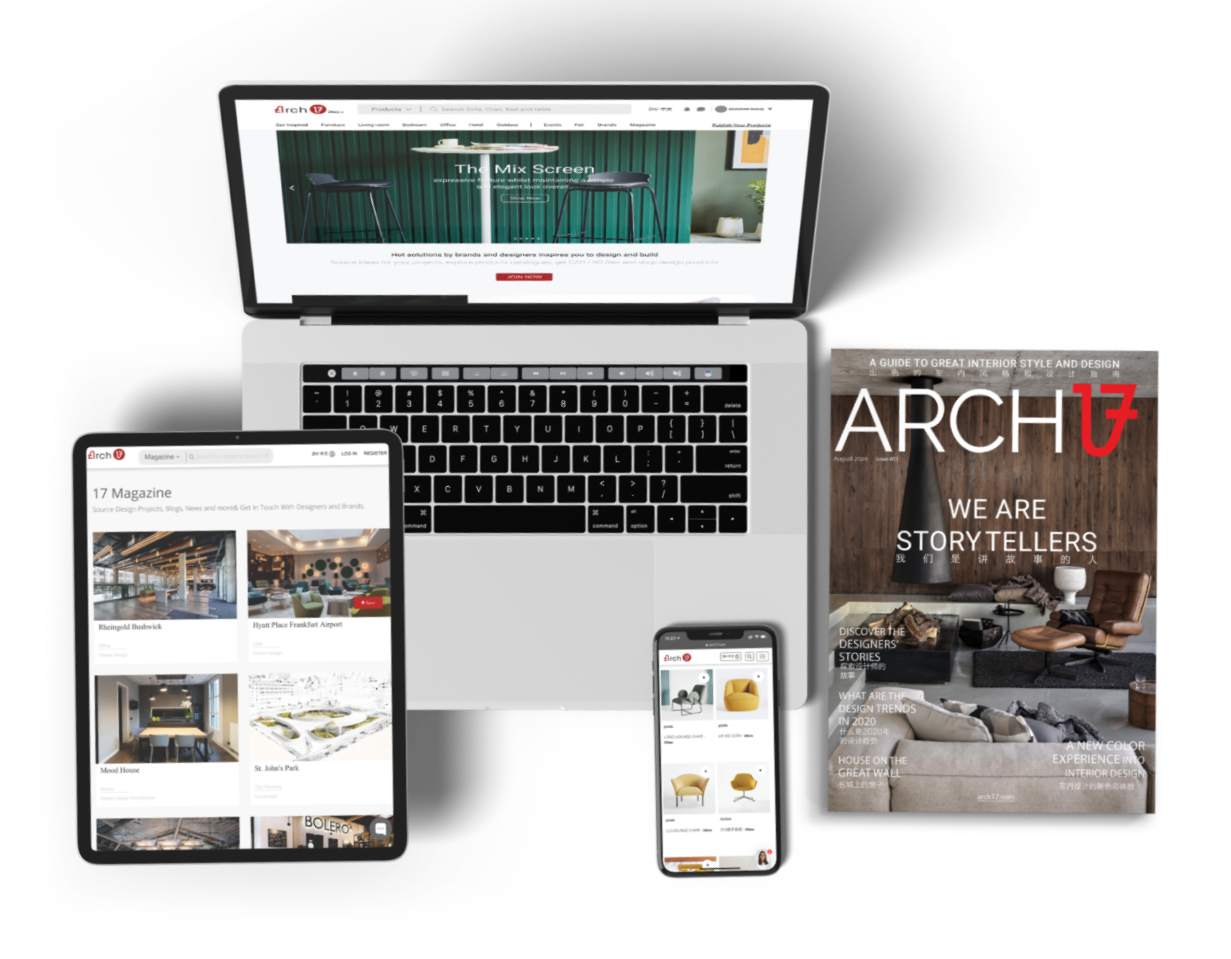 Arch 17
Products
Search Sofa, Chair, Bed and table
Get Inspired Furniture Living room Bedroom Office Hotel Outdoor | Events Fair Brands Magazine Publish Your Products
The Mix Screen
Shop Now
Hot solutions by brands and designers inspires you to design and build
JOIN NOW
~ ! @ # $ % ^ & * ( ) _ +
1 2 3 4 5 6 7 8 9 0 delete
W E R T Y U I O P { [ } ] | \
D F G H J K L : ; enter return
X C V B N M < , > . ? / shift
⌘ command option
Arch 17
Magazine
LOG IN REGISTER
17 Magazine
Source Design Projects, Blogs, News and more& Get In Touch With Designers and Brands.
Rheingold Bushwick
Office
Hyatt Place Frankfurt Airport
Save
Mood House
St. John's Park
BOLERO
Arch 17
A GUIDE TO GREAT INTERIOR STYLE AND DESIGN
出色的室内风格和设计指南
ARCH17
August 2020 Issue #01
WE ARE
STORYTELLERS
我们是讲故事的人
DISCOVER THE
DESIGNERS'
STORIES
探索设计师的
故事
WHAT ARE THE
DESIGN TRENDS
IN 2020
什么是2020年
的设计趋势
HOUSE ON THE
GREAT WALL
长城上的房子
A NEW COLOR
EXPERIENCE INTO
INTERIOR DESIGN
室内设计的新色彩体验
arch17.com